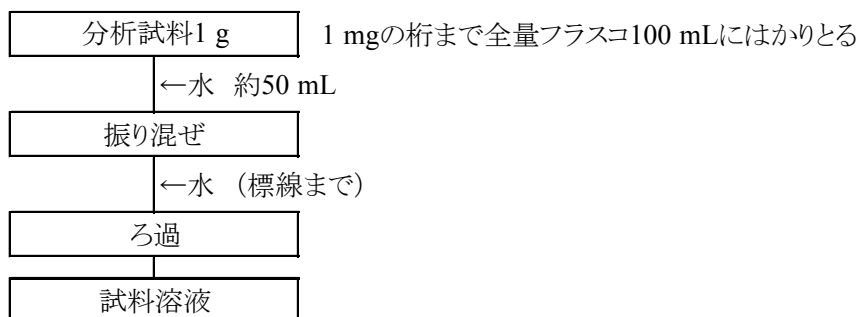 分析試料1 g 1 mgの桁まで全量フラスコ100 mLにはかりとる
←水 約50 mL
振り混ぜ
←水 （標線まで）
ろ過
試料溶液